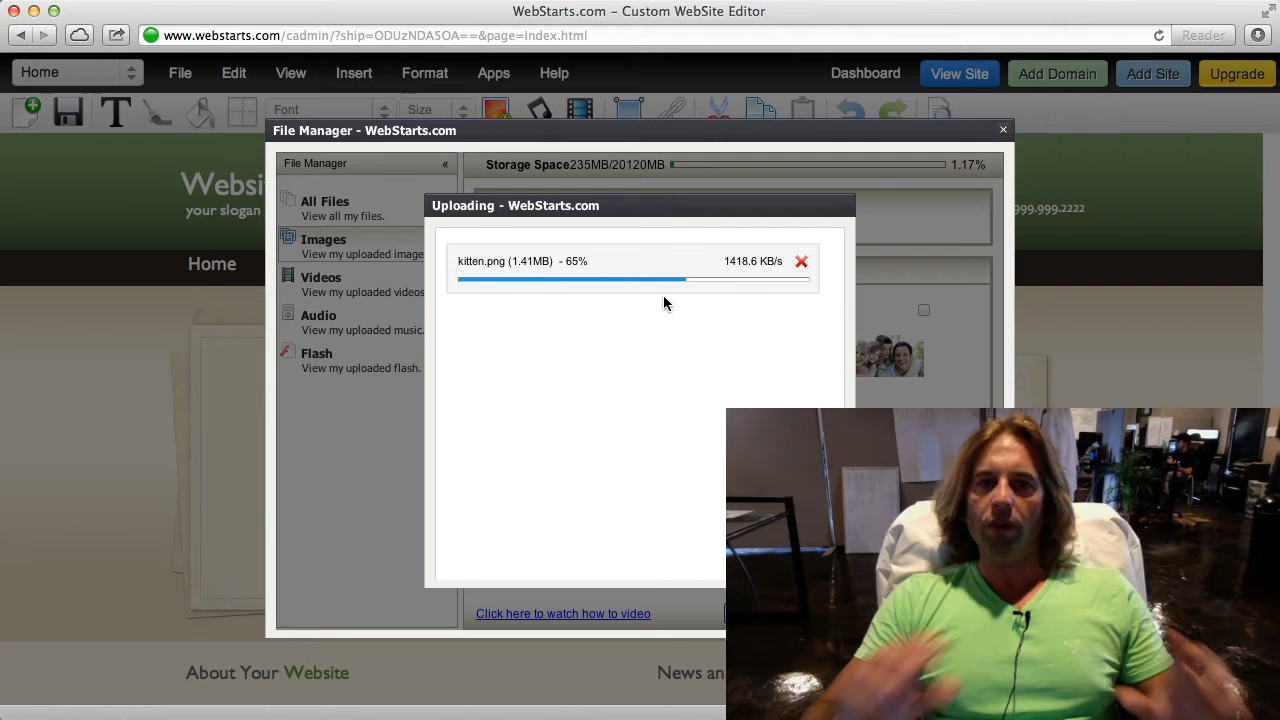 WebStarts.com – Custom WebSite Editor
www.webstarts.com/cadmin/?ship=ODUzNDA5OA==&page=index.html
Reader
Home File Edit View Insert Format Apps Help Dashboard View Site Add Domain Add Site Upgrade
Font Size
File Manager - WebStarts.com
File Manager «
Storage Space235MB/20120MB 1.17%
Websi
your slogan
999.999.2222
All Files
View all my files.
Uploading - WebStarts.com
Images
View my uploaded image
kitten.png (1.41MB) - 65% 1418.6 KB/s
Home
Videos
View my uploaded videos
Audio
View my uploaded music.
Flash
View my uploaded flash.
Click here to watch how to video
About Your Website
News an